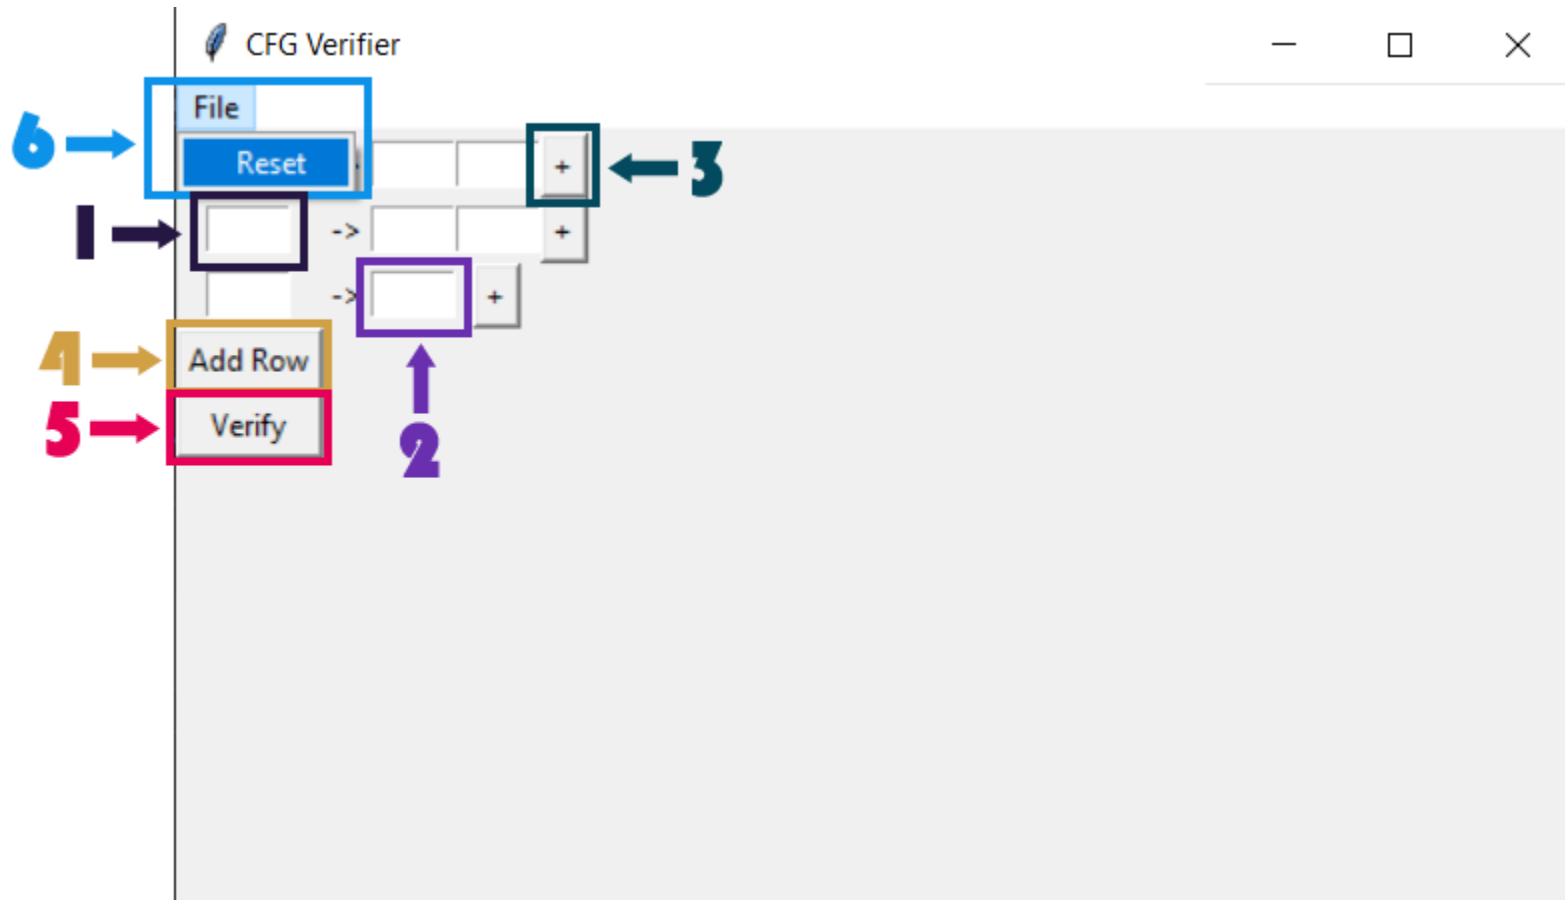 CFG Verifier
File
6
Reset
+
3
1
->
+
->
+
4
Add Row
5
Verify
2